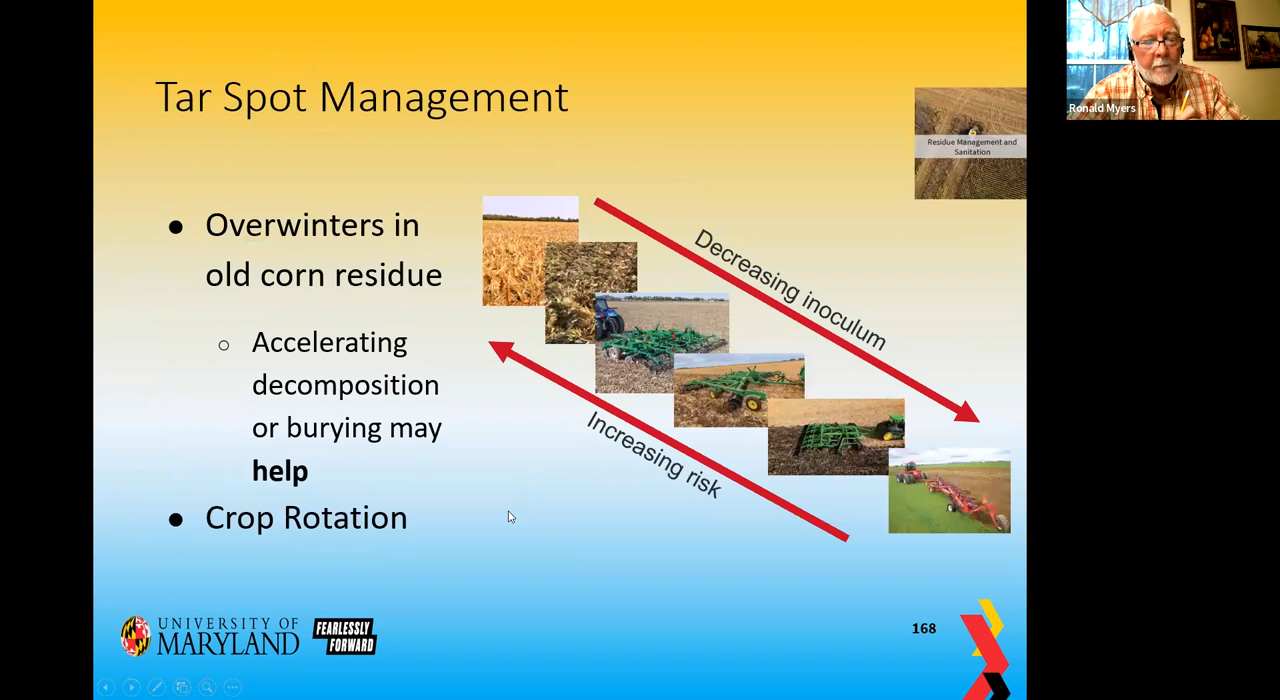 Tar Spot Management
Ronald Myers
Residue Management and
Sanitation
● Overwinters in
old corn residue
○ Accelerating
decomposition
or burying may
help
● Crop Rotation
Decreasing inoculum
Increasing risk
UNIVERSITY OF
MARYLAND
FEARLESSLY
FORWARD
168